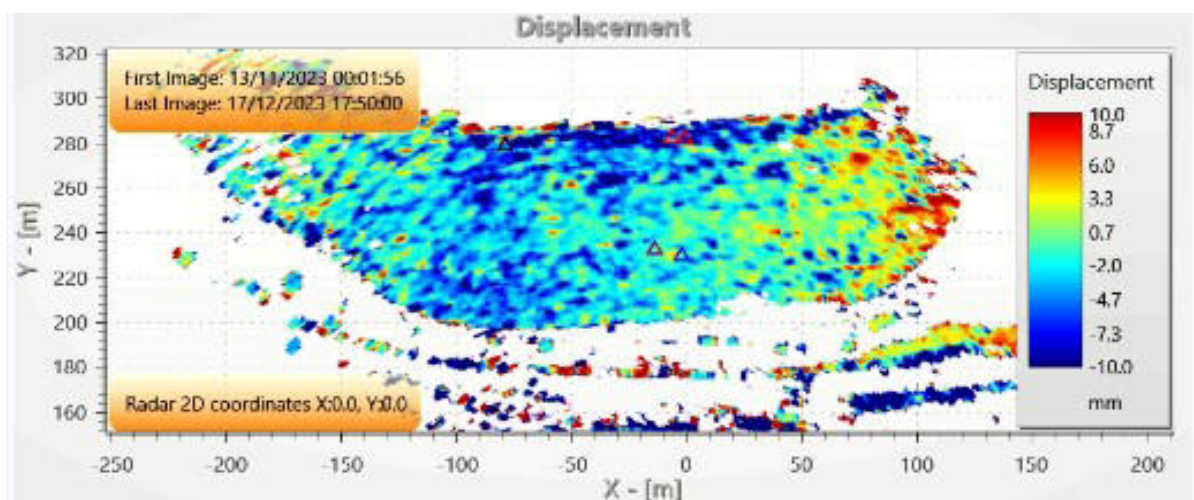 Displacement
First Image: 13/11/2023 00:01:56
Last Image: 17/12/2023 17:50:00
Displacement
10.0
8.7
6.0
3.3
0.7
-2.0
-4.7
-7.3
-10.0
mm
320
300
280
260
240
220
200
180
160
Y - [m]
Radar 2D coordinates X:0.0, Y:0.0
-250 -200 -150 -100 -50 0 50 100 150 200
X - [m]